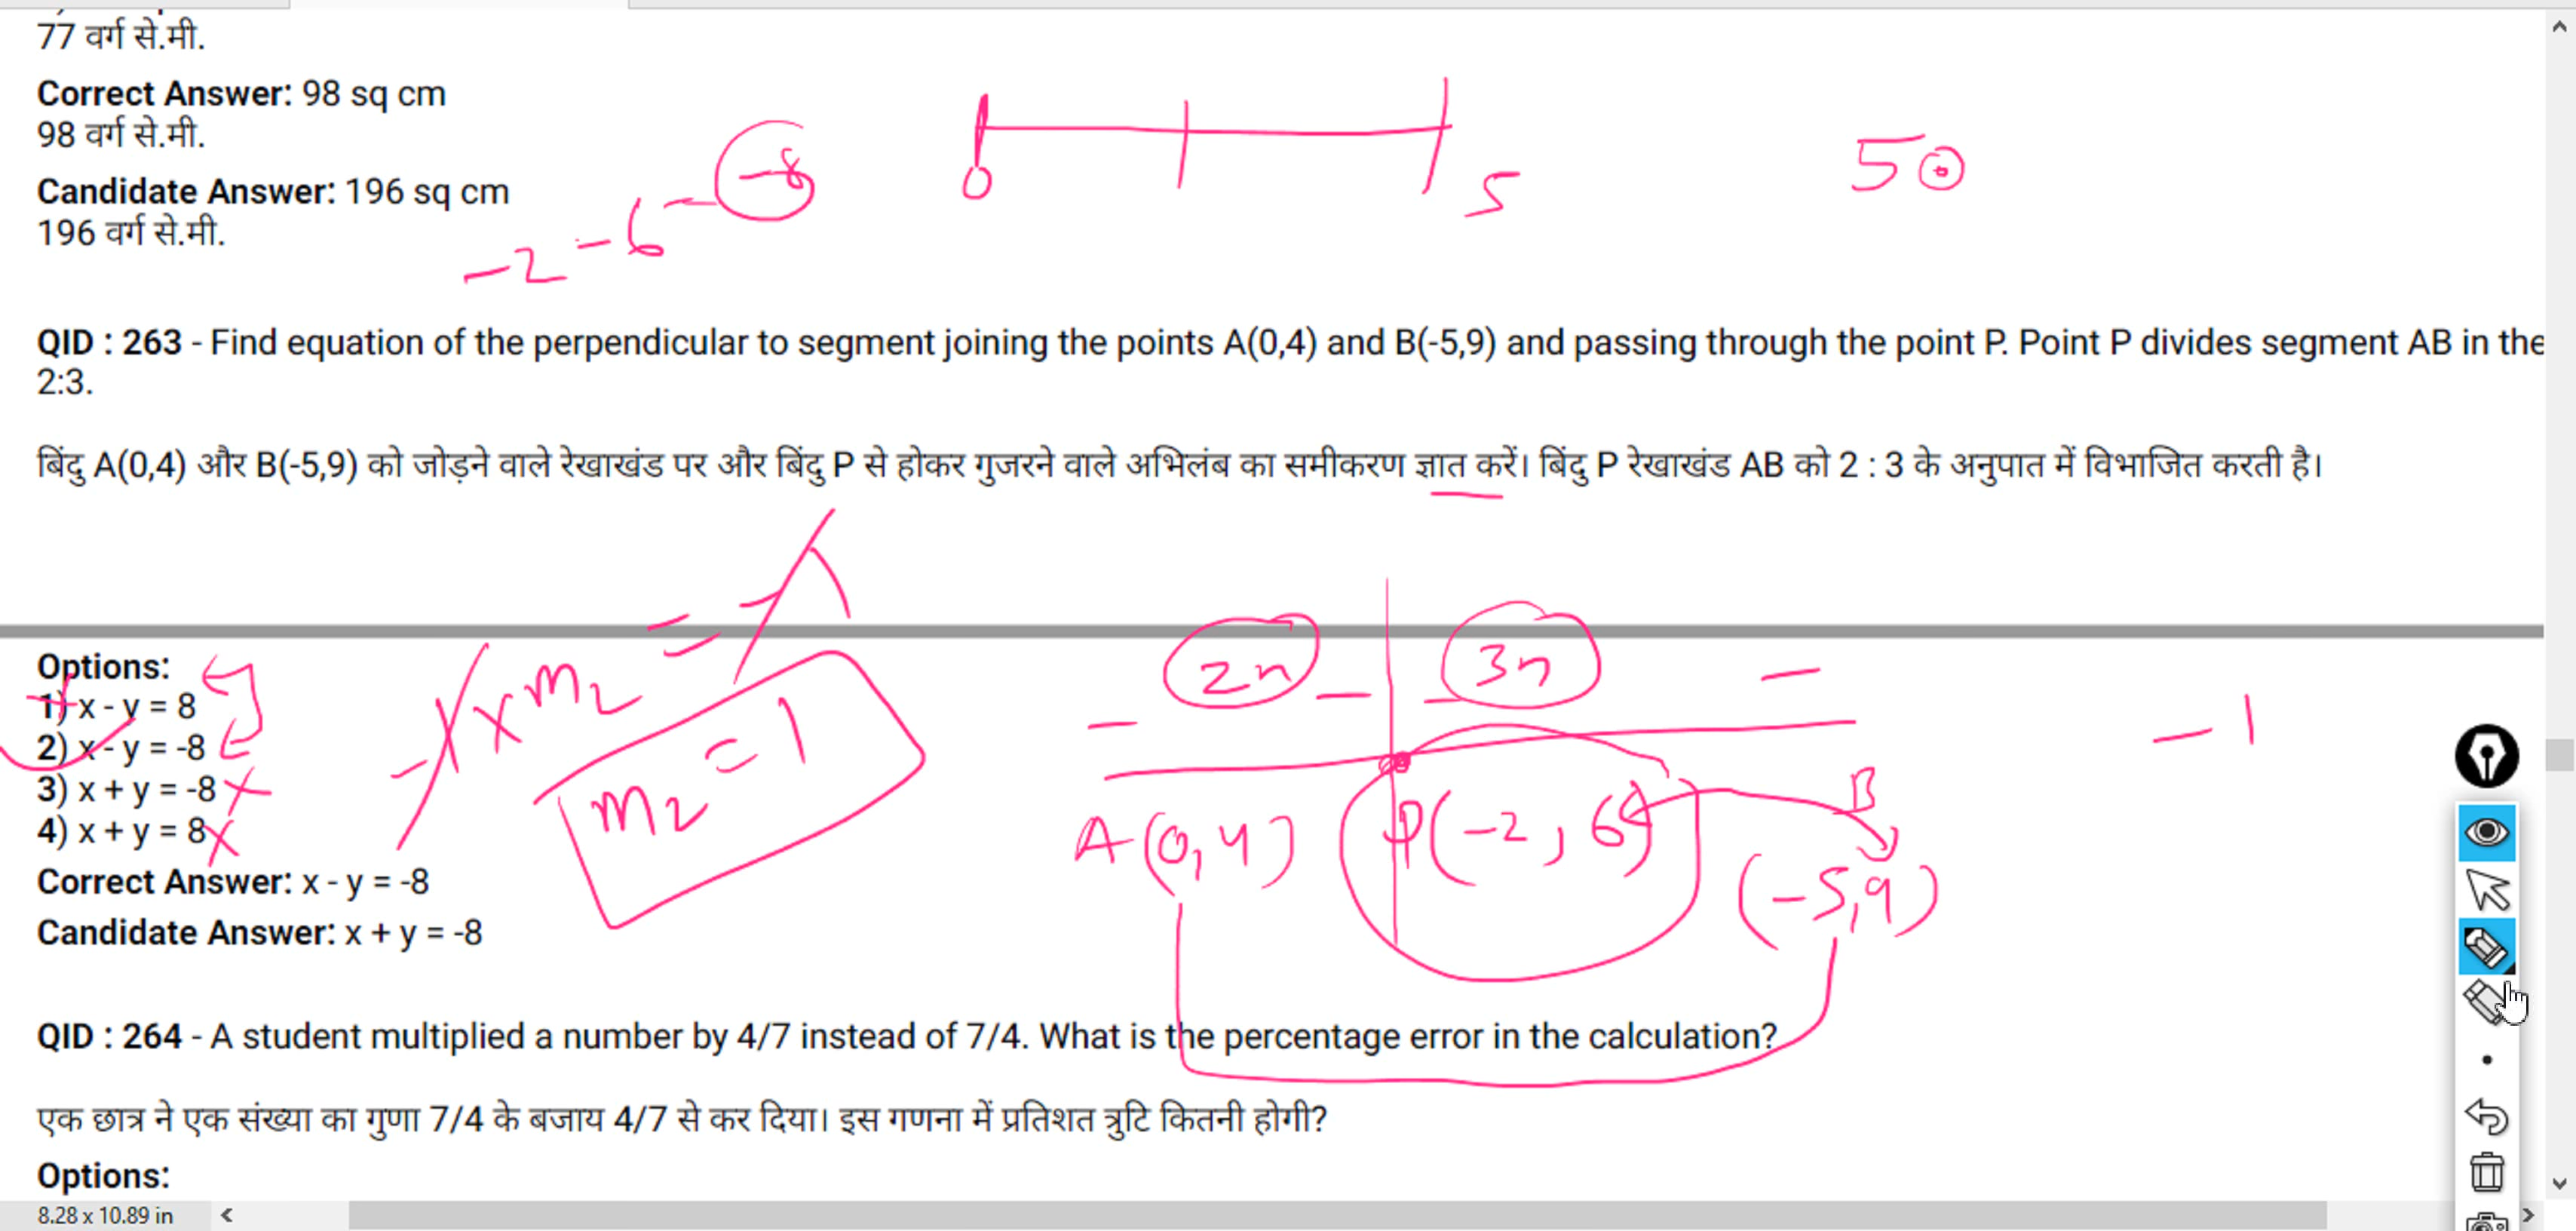 77 वर्ग से.मी.
Correct Answer: 98 sq cm
98 वर्ग से.मी.
Candidate Answer: 196 sq cm
196 वर्ग से.मी.
-2 -6 -8
0 5
50
QID : 263 - Find equation of the perpendicular to segment joining the points A(0,4) and B(-5,9) and passing through the point P. Point P divides segment AB in the
2:3.
बिंदु A(0,4) और B(-5,9) को जोड़ने वाले रेखाखंड पर और बिंदु P से होकर गुजरने वाले अभिलंब का समीकरण ज्ञात करें। बिंदु P रेखाखंड AB को 2 : 3 के अनुपात में विभाजित करती है।
Options:
1) x - y = 8
2) x - y = -8
3) x + y = -8
4) x + y = 8
-1 x m2 = -1
m2 = 1
2n 3n
-1
A(0,4) P(-2, 6) B
(-5,9)
Correct Answer: x - y = -8
Candidate Answer: x + y = -8
QID : 264 - A student multiplied a number by 4/7 instead of 7/4. What is the percentage error in the calculation?
एक छात्र ने एक संख्या का गुणा 7/4 के बजाय 4/7 से कर दिया। इस गणना में प्रतिशत त्रुटि कितनी होगी?
Options:
8.28 x 10.89 in